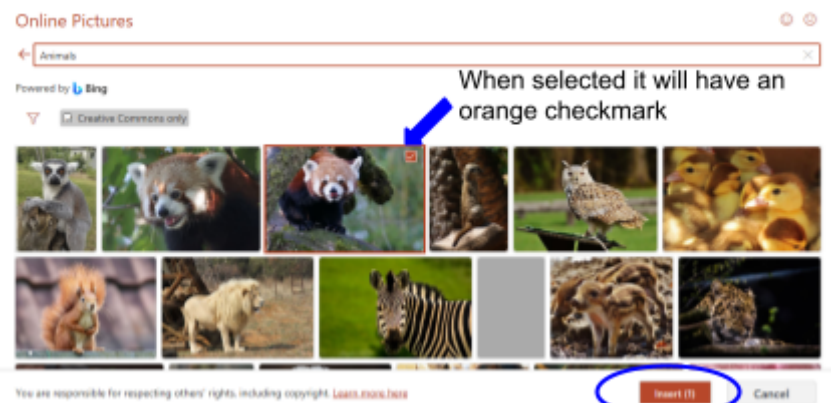 Online Pictures
Animals
Powered by Bing
When selected it will have an
orange checkmark
Creative Commons only
You are responsible for respecting others' rights, including copyright. Learn more here
Insert (1)
Cancel